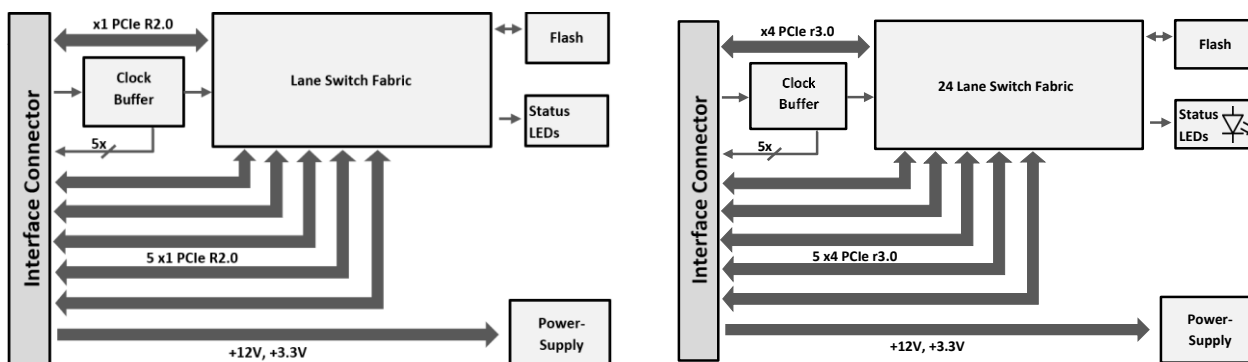 x1 PCIe R2.0
Interface Connector
Clock
Buffer
5x
Lane Switch Fabric
Flash
Status
LEDs
5 x1 PCIe R2.0
+12V, +3.3V
Power-
Supply
x4 PCIe r3.0
Interface Connector
Clock
Buffer
5x
24 Lane Switch Fabric
Flash
Status
LEDs
5 x4 PCIe r3.0
+12V, +3.3V
Power-
Supply